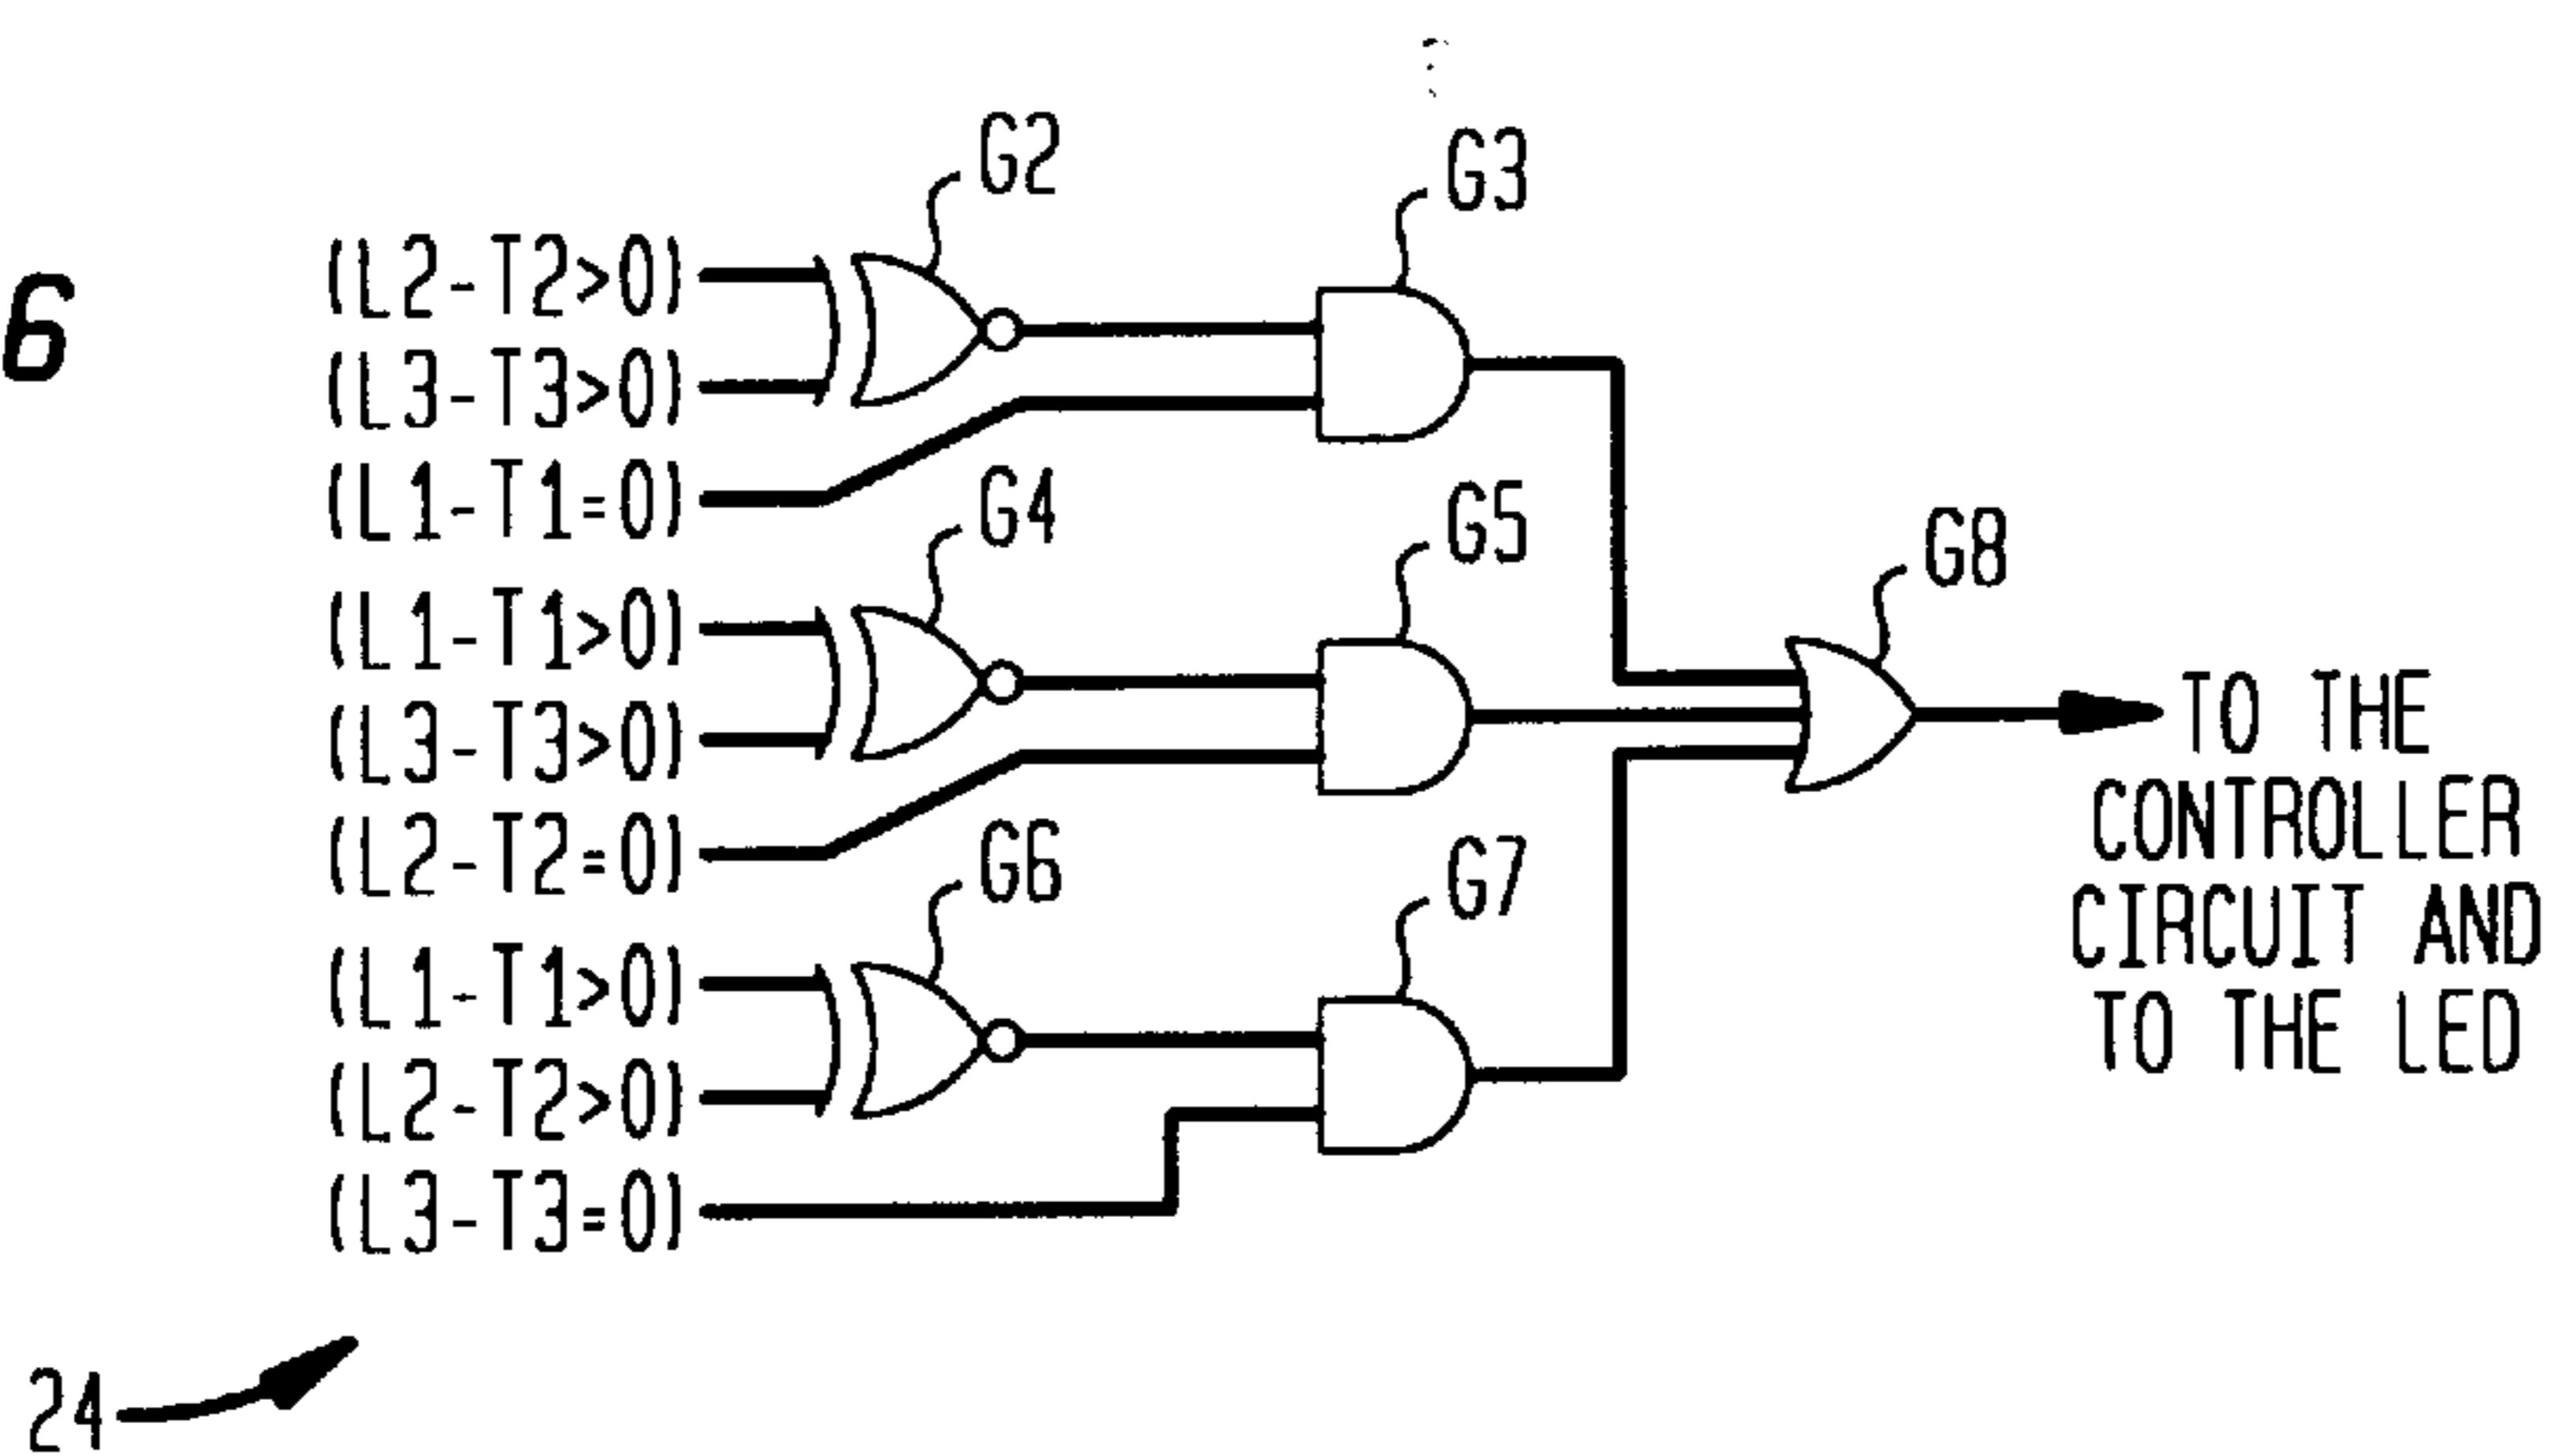 6
G2
G3
(L2-T2>0)
(L3-T3>0)
(L1-T1=0)
G4
G5
G8
(L1-T1>0)
(L3-T3>0)
(L2-T2=0)
TO THE
CONTROLLER
CIRCUIT AND
TO THE LED
G6
G7
(L1-T1>0)
(L2-T2>0)
(L3-T3=0)
24